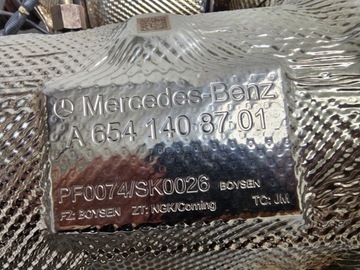 Mercedes-Benz
A 654 140 87 01
PF0074/SK0026 BOYSEN
FZ: BOYSEN ZT: NGK/Corning TC: JM